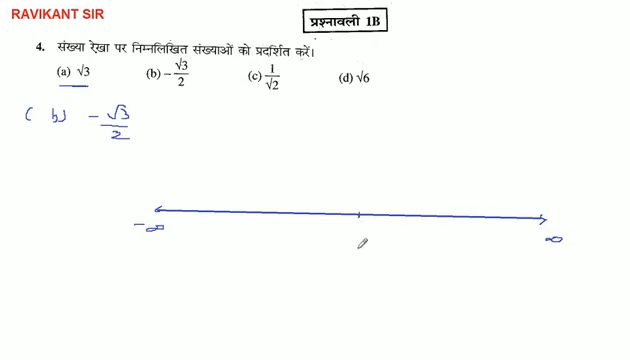 RAVIKANT SIR
प्रश्नावली 1B
4. संख्या रेखा पर निम्नलिखित संख्याओं को प्रदर्शित करें।
(a) √3 (b) −√3/2 (c) 1/√2 (d) √6
(b) −√3/2
−∞ ∞